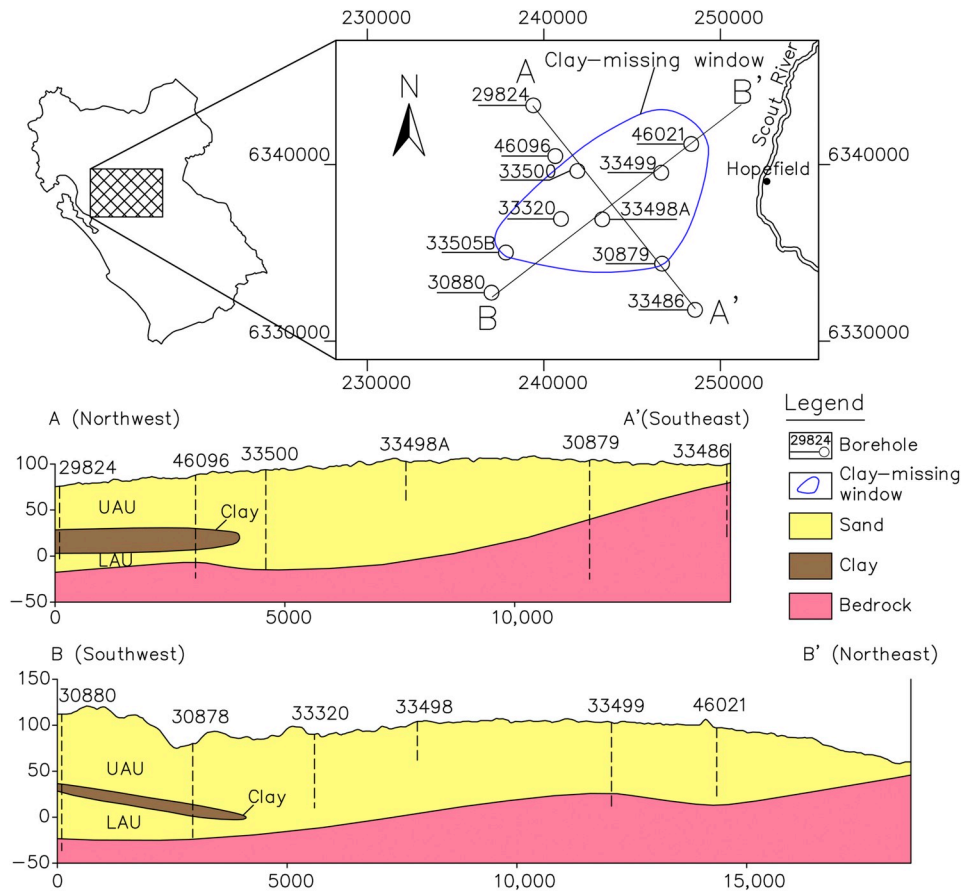 230000 240000 250000
Clay-missing window
N
A
29824
B'
Scout River
46096
46021
6340000
6340000
33500
33499
Hopefield
33320
33498A
33505B
30879
30880
33486
B
A'
6330000
6330000
230000 240000 250000
A (Northwest)
A'(Southeast)
29824 46096 33500 33498A 30879 33486
100
50
0
-50
UAU
Clay
LAU
0 5000 10,000
Legend
29824 Borehole
Clay-missing
window
Sand
Clay
Bedrock
B (Southwest)
B' (Northeast)
150
100
50
0
-50
30880 30878 33320 33498 33499 46021
UAU
Clay
LAU
0 5000 10,000 15,000